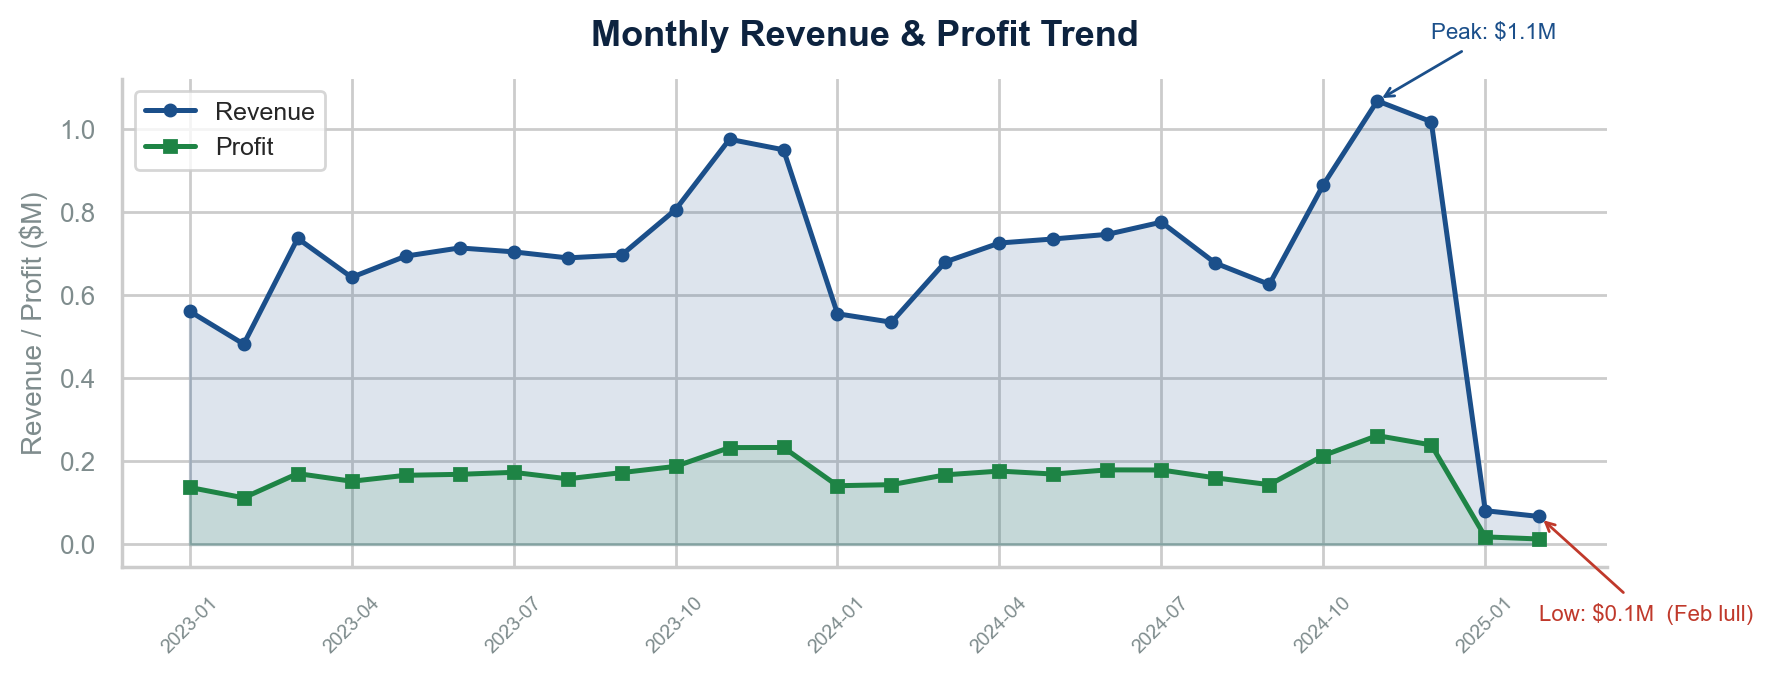 Monthly Revenue & Profit Trend
Peak: $1.1M
Revenue
Profit
Revenue / Profit ($M)
1.0
0.8
0.6
0.4
0.2
0.0
2023-01
2023-04
2023-07
2023-10
2024-01
2024-04
2024-07
2024-10
2025-01
Low: $0.1M (Feb lull)